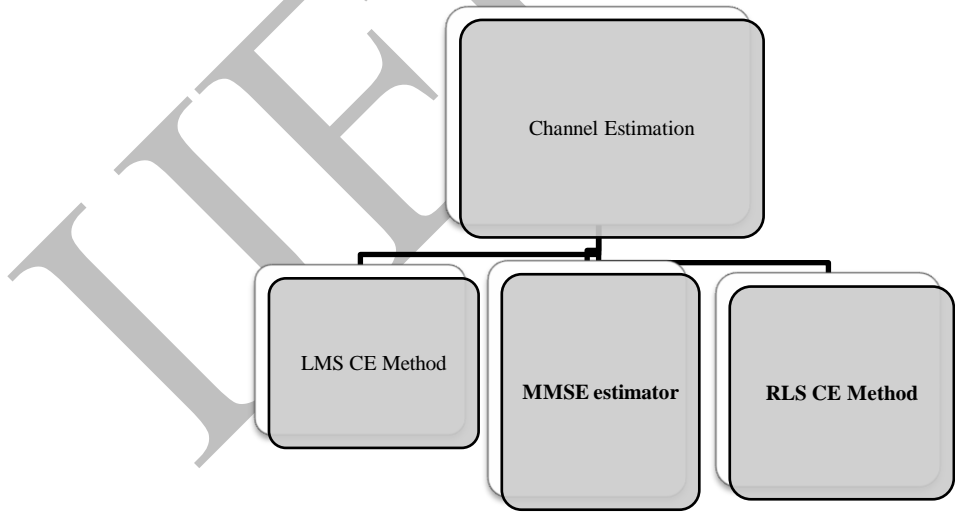 Channel Estimation
LMS CE Method
MMSE estimator
RLS CE Method